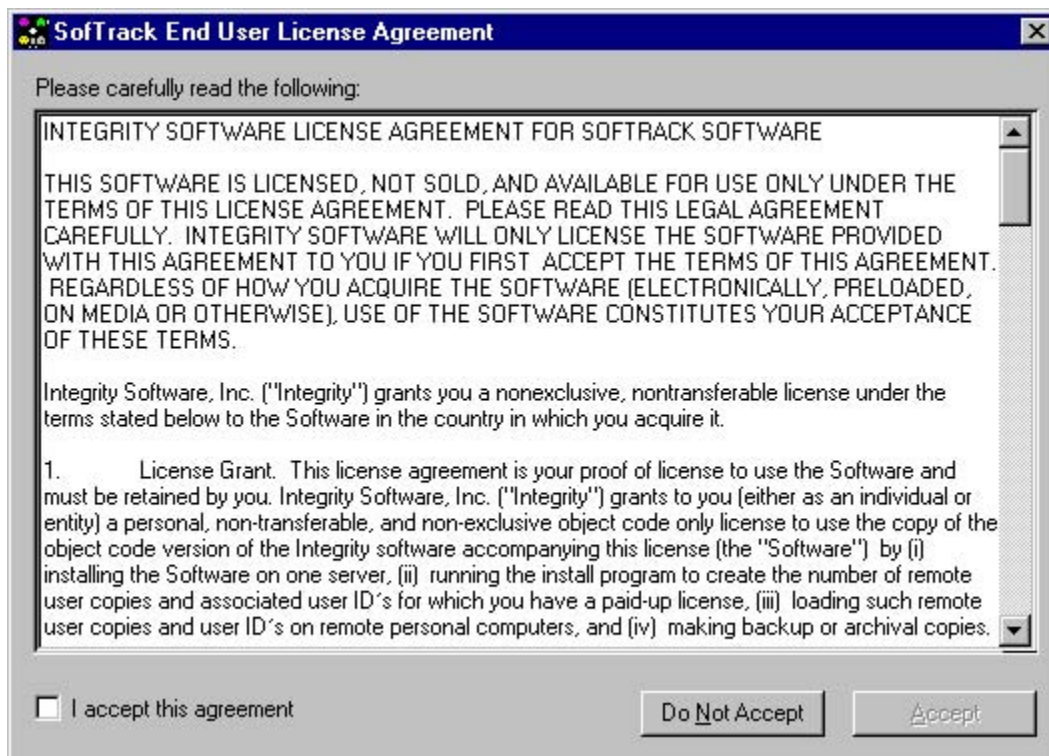 SofTrack End User License Agreement
Please carefully read the following:
INTEGRITY SOFTWARE LICENSE AGREEMENT FOR SOFTRACK SOFTWARE
THIS SOFTWARE IS LICENSED, NOT SOLD, AND AVAILABLE FOR USE ONLY UNDER THE
TERMS OF THIS LICENSE AGREEMENT.  PLEASE READ THIS LEGAL AGREEMENT
CAREFULLY.  INTEGRITY SOFTWARE WILL ONLY LICENSE THE SOFTWARE PROVIDED
WITH THIS AGREEMENT TO YOU IF YOU FIRST  ACCEPT THE TERMS OF THIS AGREEMENT.
REGARDLESS OF HOW YOU ACQUIRE THE SOFTWARE (ELECTRONICALLY, PRELOADED,
ON MEDIA OR OTHERWISE), USE OF THE SOFTWARE CONSTITUTES YOUR ACCEPTANCE
OF THESE TERMS.
Integrity Software, Inc. ("Integrity") grants you a nonexclusive, nontransferable license under the
terms stated below to the Software in the country in which you acquire it.
1. License Grant.  This license agreement is your proof of license to use the Software and
must be retained by you. Integrity Software, Inc. ("Integrity") grants to you (either as an individual or
entity) a personal, non-transferable, and non-exclusive object code only license to use the copy of the
object code version of the Integrity software accompanying this license (the "Software")  by (i)
installing the Software on one server, (ii)  running the install program to create the number of remote
user copies and associated user ID´s for which you have a paid-up license, (iii)  loading such remote
user copies and user ID´s on remote personal computers, and (iv)  making backup or archival copies.
I accept this agreement
Do Not Accept
Accept